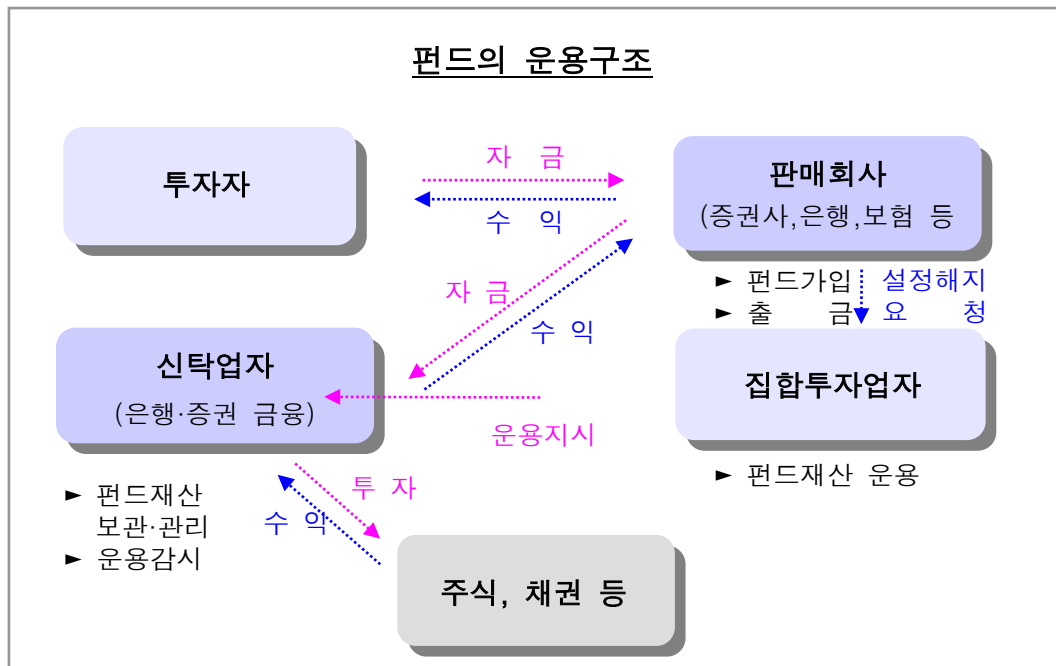 펀드의 운용구조
투자자
자 금
수 익
판매회사
(증권사,은행,보험 등
► 펀드가입
► 출 금
설정해지
요 청
자 금
수 익
신탁업자
(은행·증권 금융)
집합투자업자
운용지시
► 펀드재산 운용
► 펀드재산
보관·관리
► 운용감시
투 자
수 익
주식, 채권 등